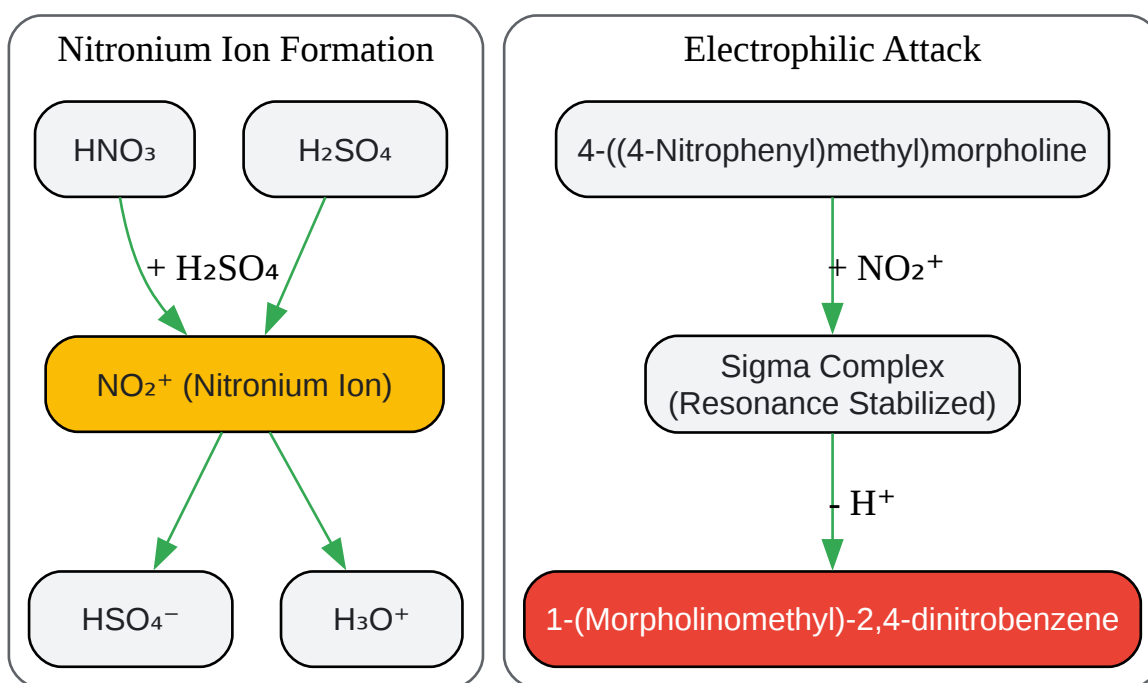 Nitronium Ion Formation
HNO₃
H₂SO₄
+ H₂SO₄
NO₂⁺ (Nitronium Ion)
HSO₄⁻
H₃O⁺
Electrophilic Attack
4-((4-Nitrophenyl)methyl)morpholine
+ NO₂⁺
Sigma Complex
(Resonance Stabilized)
- H⁺
1-(Morpholinomethyl)-2,4-dinitrobenzene